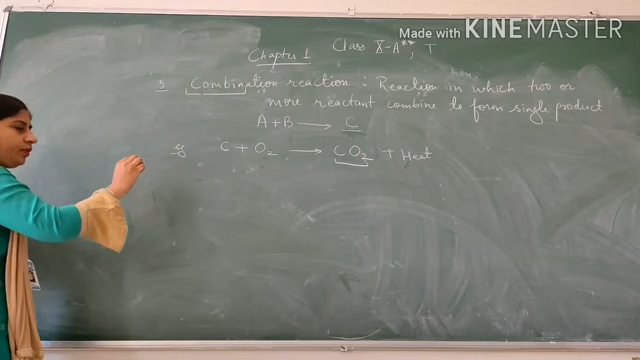 Made with KINEMASTER
Chapter 1 Class X-A**, T
3 Combination reaction : Reaction in which two or
more reactant combine to form single product
A + B → C
eg C + O₂ → CO₂ + Heat